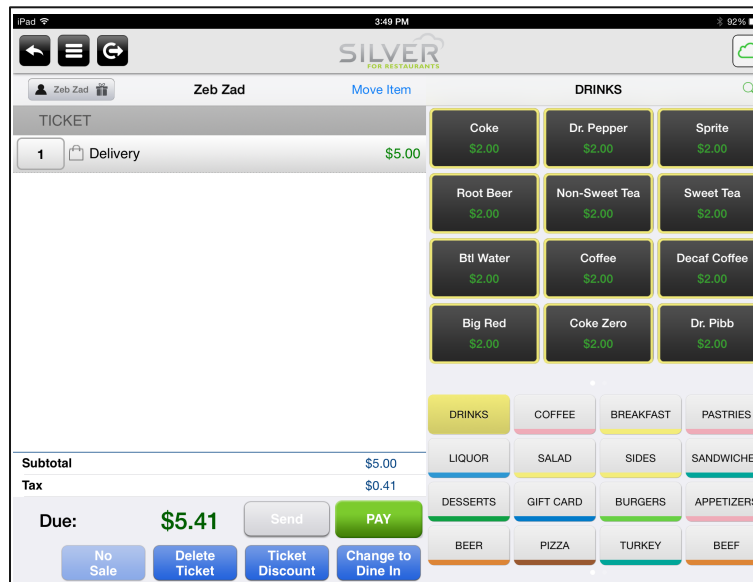 iPad 3:49 PM 92%
SILVER
FOR RESTAURANTS
Zeb Zad Zeb Zad Move Item DRINKS
TICKET
1 Delivery $5.00
Coke Dr. Pepper Sprite
$2.00 $2.00 $2.00
Root Beer Non-Sweet Tea Sweet Tea
$2.00 $2.00 $2.00
Btl Water Coffee Decaf Coffee
$2.00 $2.00 $2.00
Big Red Coke Zero Dr. Pibb
$2.00 $2.00 $2.00
DRINKS COFFEE BREAKFAST PASTRIES
LIQUOR SALAD SIDES SANDWICHE
DESSERTS GIFT CARD BURGERS APPETIZERS
BEER PIZZA TURKEY BEEF
Subtotal $5.00
Tax $0.41
Due: $5.41 Send PAY
No Sale
Delete Ticket
Ticket Discount
Change to Dine In